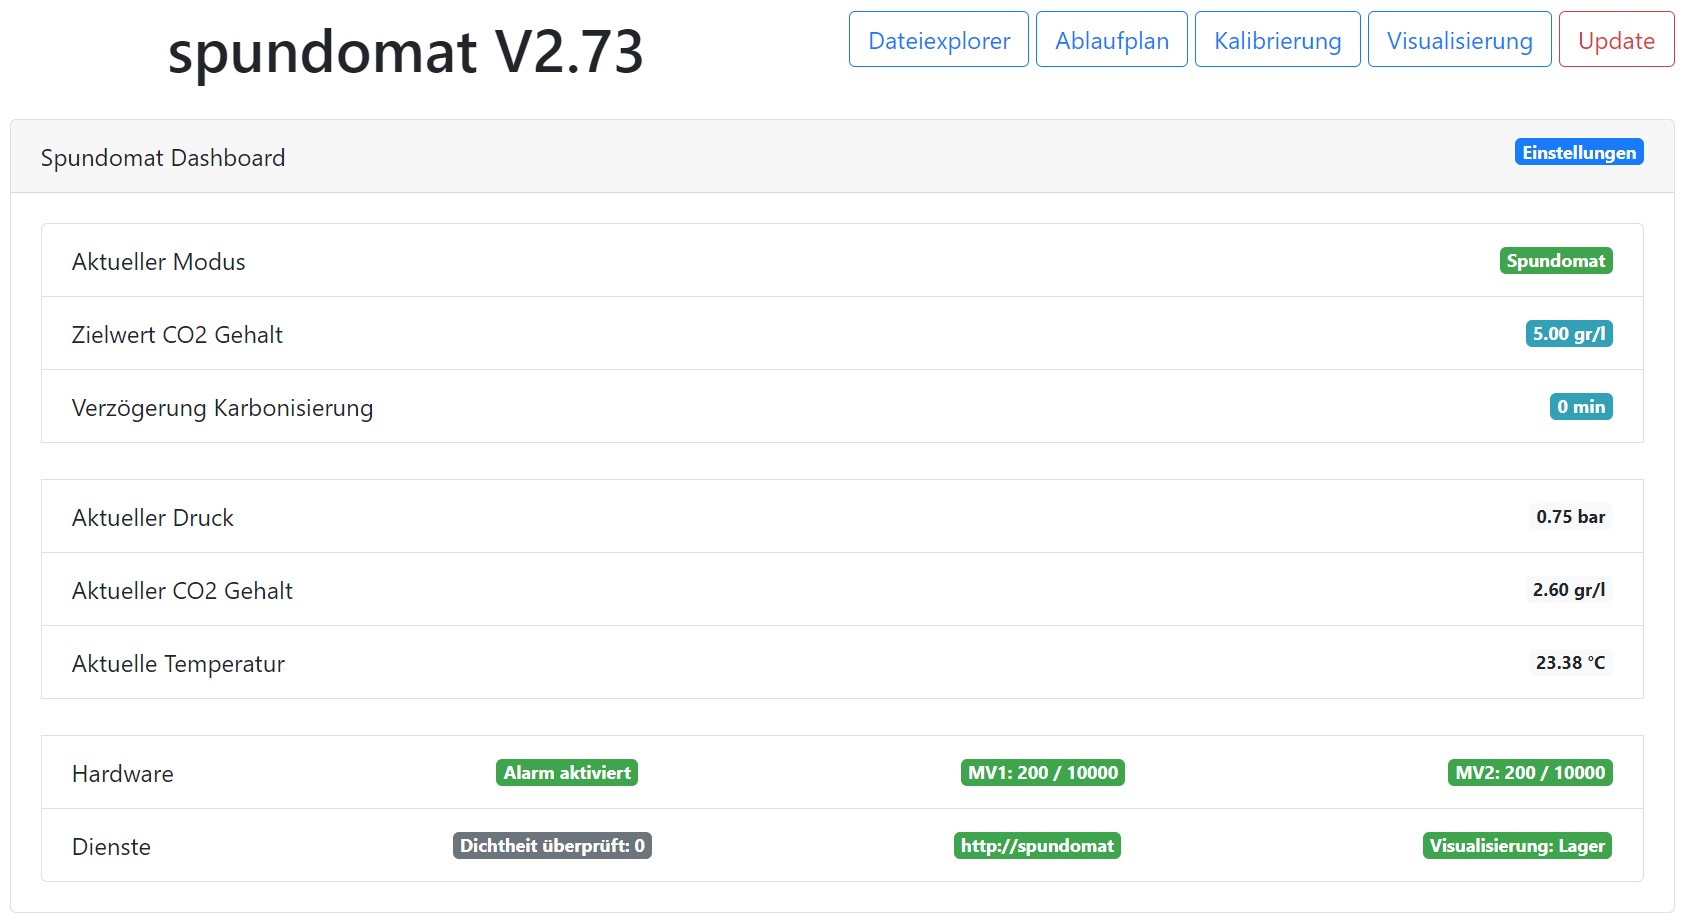 spundomat V2.73
Dateiexplorer Ablaufplan Kalibrierung Visualisierung Update
Spundomat Dashboard Einstellungen
Aktueller Modus Spundomat
Zielwert CO2 Gehalt 5.00 gr/l
Verzögerung Karbonisierung 0 min
Aktueller Druck 0.75 bar
Aktueller CO2 Gehalt 2.60 gr/l
Aktuelle Temperatur 23.38 °C
Hardware Alarm aktiviert MV1: 200 / 10000 MV2: 200 / 10000
Dienste Dichtheit überprüft: 0 http://spundomat Visualisierung: Lager